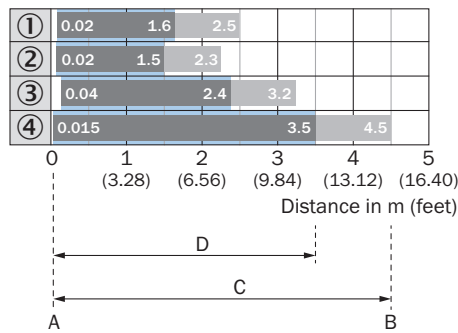 ① 0.02 1.6 2.5
② 0.02 1.5 2.3
③ 0.04 2.4 3.2
④ 0.015 3.5 4.5
0 1 2 3 4 5
(3.28) (6.56) (9.84) (13.12) (16.40)
Distance in m (feet)
D
C
A B